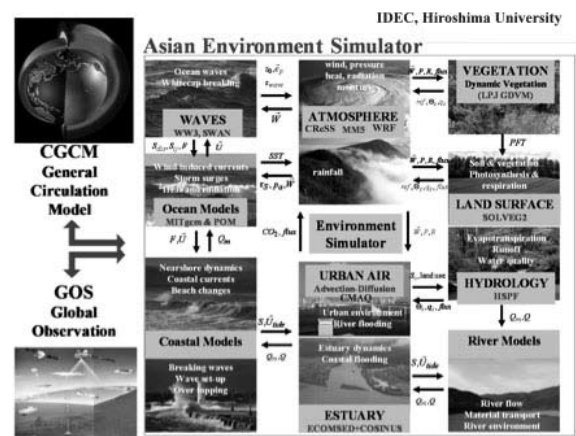 IDEC, Hiroshima University
Asian Environment Simulator
CGCM
General
Circulation
Model
GOS
Global
Observation
Ocean waves
Whitecap breaking
WAVES
WW3, SWAN
Wind induced currents
Storm surges
Ocean Models
MITgcm & POM
Nearshore dynamics
Coastal currents
Beach changes
Coastal Models
Breaking waves
Wave set-up
Over topping
SST
CO2, flux
wind, pressure
heat, radiation
moisture
ATMOSPHERE
CReSS MM5 WRF
rainfall
Environment
Simulator
URBAN AIR
Advection-Diffusion
CMAQ
Urban environment
River flooding
Estuary dynamics
Coastal flooding
ESTUARY
ECOMSED+COSINUS
VEGETATION
Dynamic Vegetation
(LPJ GDVM)
PFT
Soil & vegetation
Photosynthesis &
respiration
LAND SURFACE
SOLVEG2
Evapotranspiration
Runoff
Water quality
HYDROLOGY
HSPF
River Models
River flow
Material transport
River environment